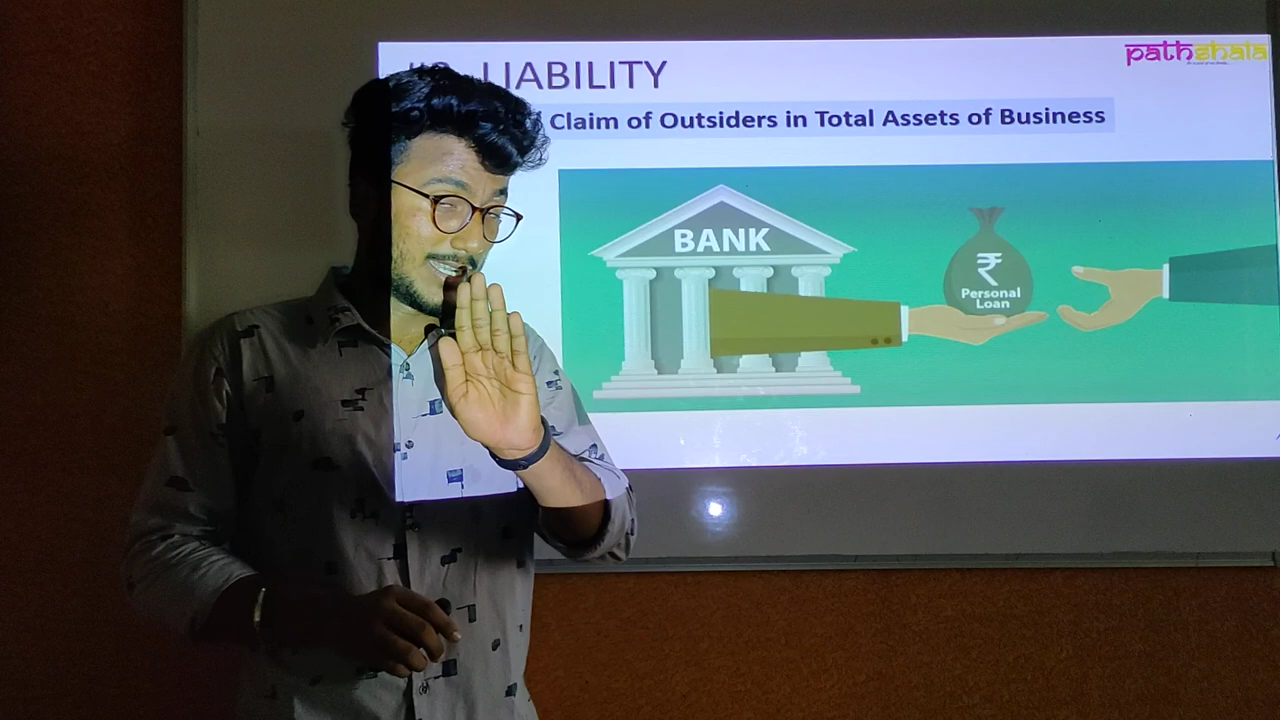 pathshala
LIABILITY
Claim of Outsiders in Total Assets of Business
BANK
₹
Personal
Loan